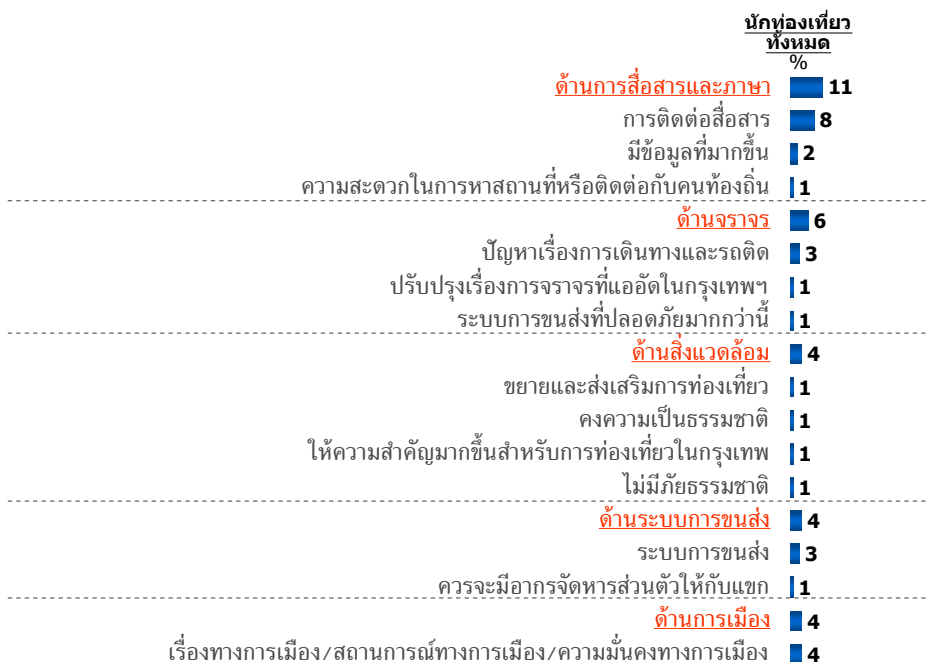 นักท่องเที่ยว
ทั้งหมด
%
ด้านการสื่อสารและภาษา 11
การติดต่อสื่อสาร 8
มีข้อมูลที่มากขึ้น 2
ความสะดวกในการหาสถานที่หรือติดต่อกับคนท้องถิ่น 1
ด้านจราจร 6
ปัญหาเรื่องการเดินทางและรถติด 3
ปรับปรุงเรื่องการจราจรที่แออัดในกรุงเทพฯ 1
ระบบการขนส่งที่ปลอดภัยมากกว่านี้ 1
ด้านสิ่งแวดล้อม 4
ขยายและส่งเสริมการท่องเที่ยว 1
คงความเป็นธรรมชาติ 1
ให้ความสำคัญมากขึ้นสำหรับการท่องเที่ยวในกรุงเทพ 1
ไม่มีภัยธรรมชาติ 1
ด้านระบบการขนส่ง 4
ระบบการขนส่ง 3
ควรจะมีอากรจัดหารส่วนตัวให้กับแขก 1
ด้านการเมือง 4
เรื่องทางการเมือง/สถานการณ์ทางการเมือง/ความมั่นคงทางการเมือง 4